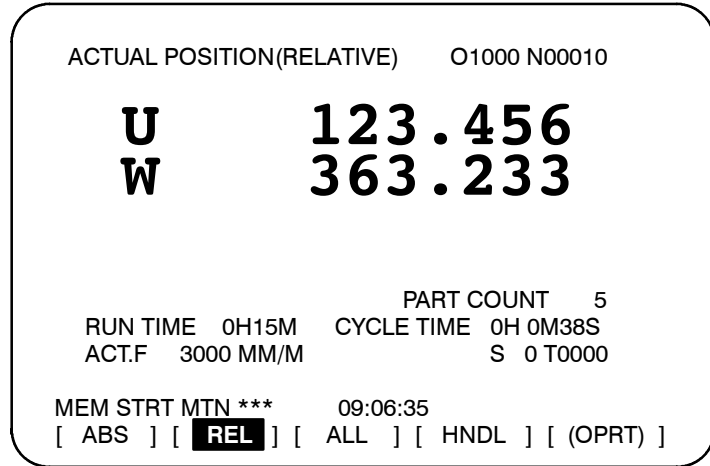 ACTUAL POSITION(RELATIVE) O1000 N00010
U 123.456
W 363.233
PART COUNT 5
RUN TIME 0H15M CYCLE TIME 0H 0M38S
ACT.F 3000 MM/M S 0 T0000
MEM STRT MTN *** 09:06:35
[ ABS ] [ REL ] [ ALL ] [ HNDL ] [ (OPRT) ]